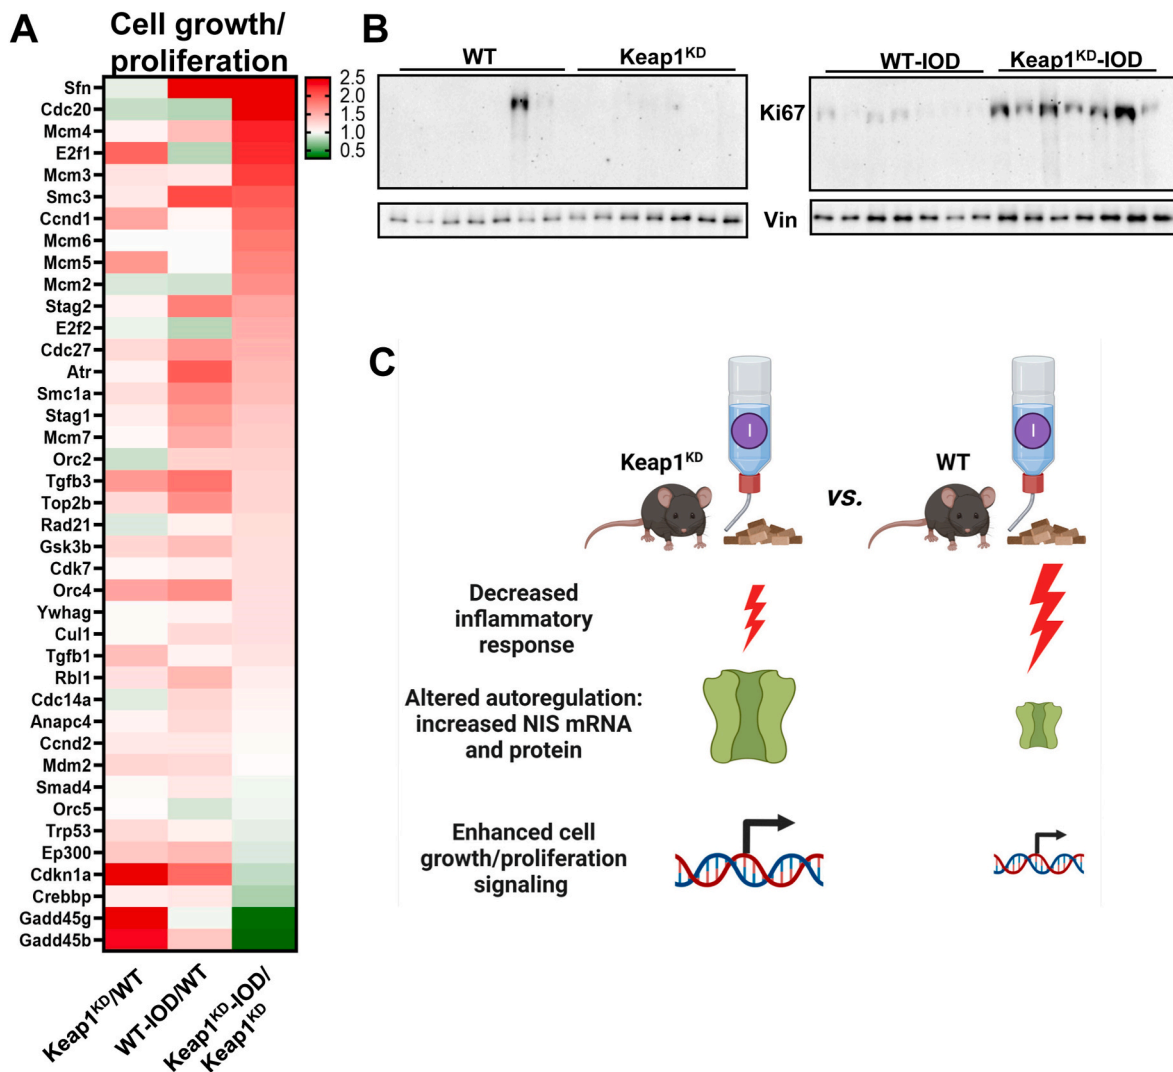 A
Cell growth/
proliferation
Sfn
Cdc20
Mcm4
E2f1
Mcm3
Smc3
Ccnd1
Mcm6
Mcm5
Mcm2
Stag2
E2f2
Cdc27
Atr
Smc1a
Stag1
Mcm7
Orc2
Tgfb3
Top2b
Rad21
Gsk3b
Cdk7
Orc4
Ywhag
Cul1
Tgfb1
Rbl1
Cdc14a
Anapc4
Ccnd2
Mdm2
Smad4
Orc5
Trp53
Ep300
Cdkn1a
Crebbp
Gadd45g
Gadd45b
2.5
2.0
1.5
1.0
0.5
Keap1KD/WT
WT-IOD/WT
Keap1KD-IOD/
Keap1KD
B
WT Keap1KD
WT-IOD Keap1KD-IOD
Ki67
Vin
C
I
I
Keap1KD
vs.
WT
Decreased
inflammatory
response
Altered autoregulation:
increased NIS mRNA
and protein
Enhanced cell
growth/proliferation
signaling